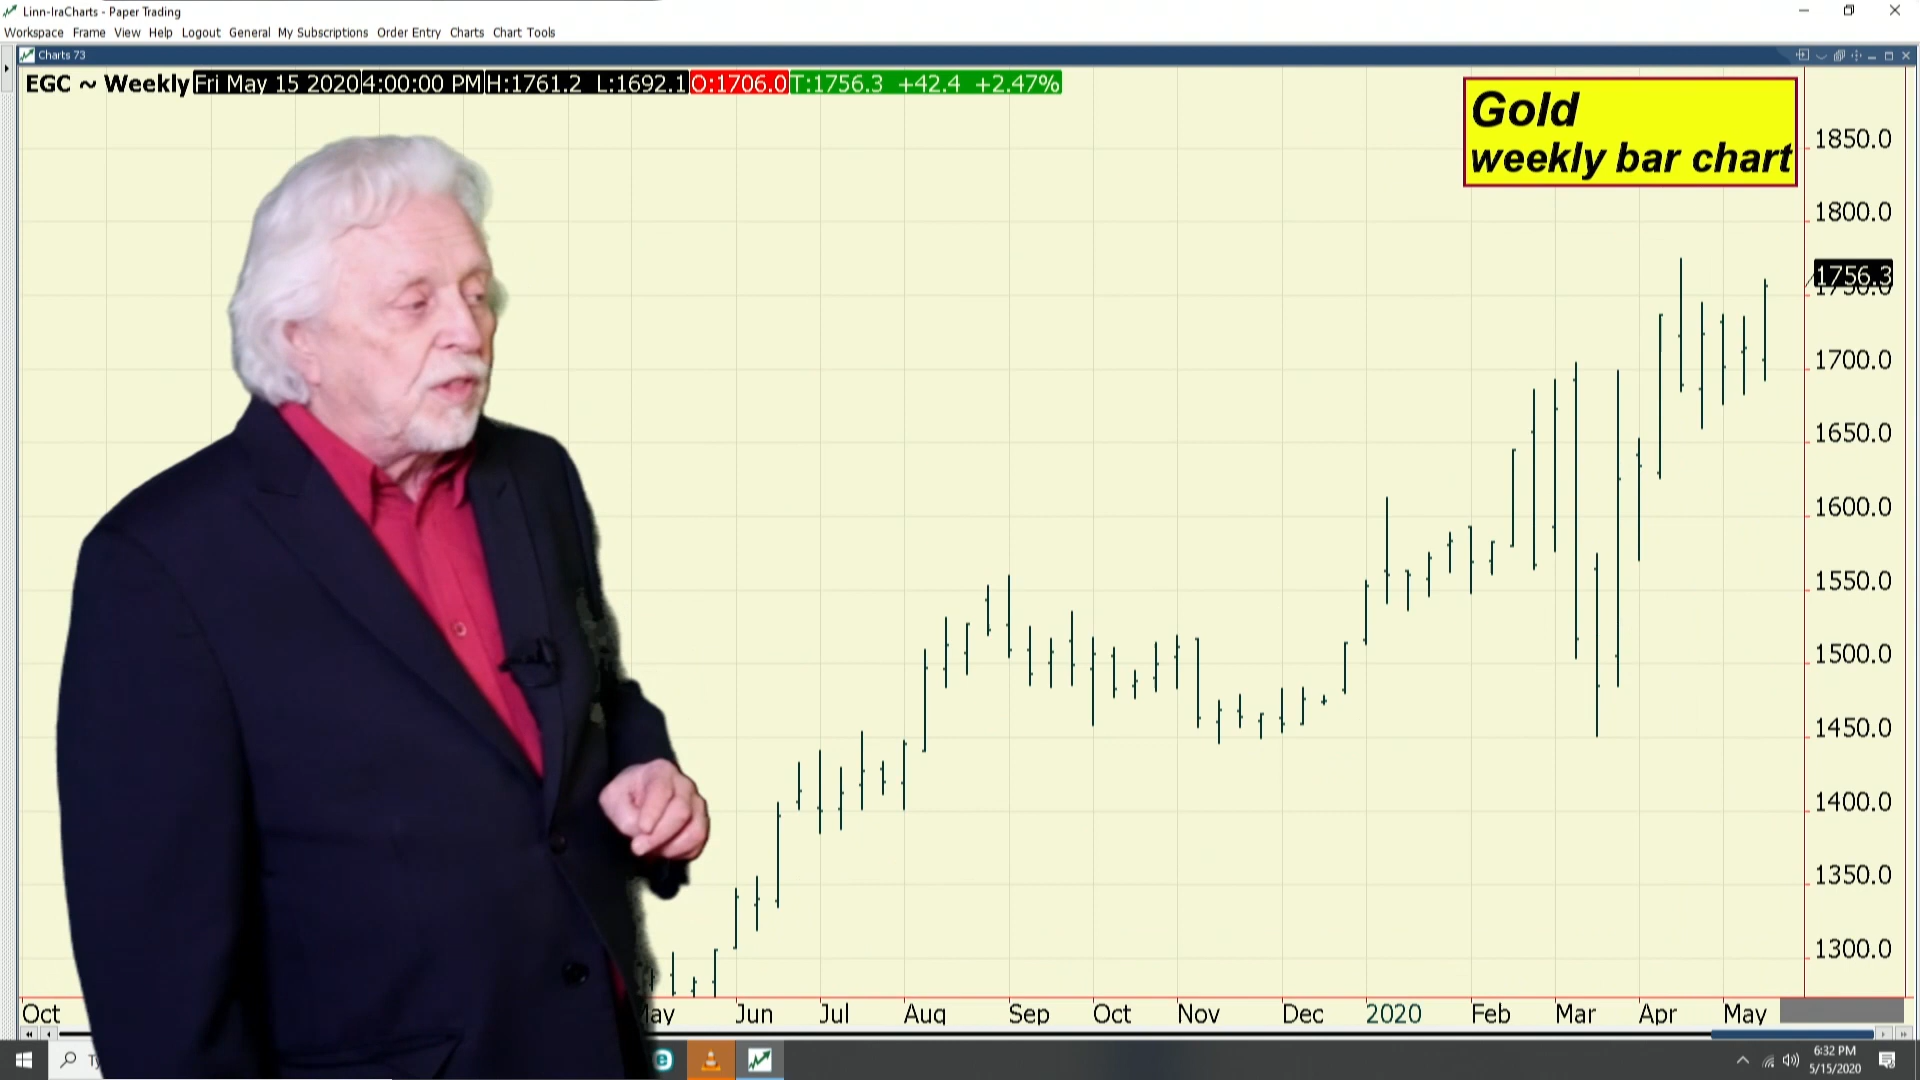 Linn-IraCharts - Paper Trading
Workspace Frame View Help Logout General My Subscriptions Order Entry Charts Chart Tools
Charts 73
EGC ~ Weekly Fri May 15 2020 4:00:00 PM H:1761.2 L:1692.1 O:1706.0 T:1756.3 +42.4 +2.47%
Gold
weekly bar chart
1850.0
1800.0
1756.3
1750.0
1700.0
1650.0
1600.0
1550.0
1500.0
1450.0
1400.0
1350.0
1300.0
Oct May Jun Jul Aug Sep Oct Nov Dec 2020 Feb Mar Apr May
6:32 PM
5/15/2020